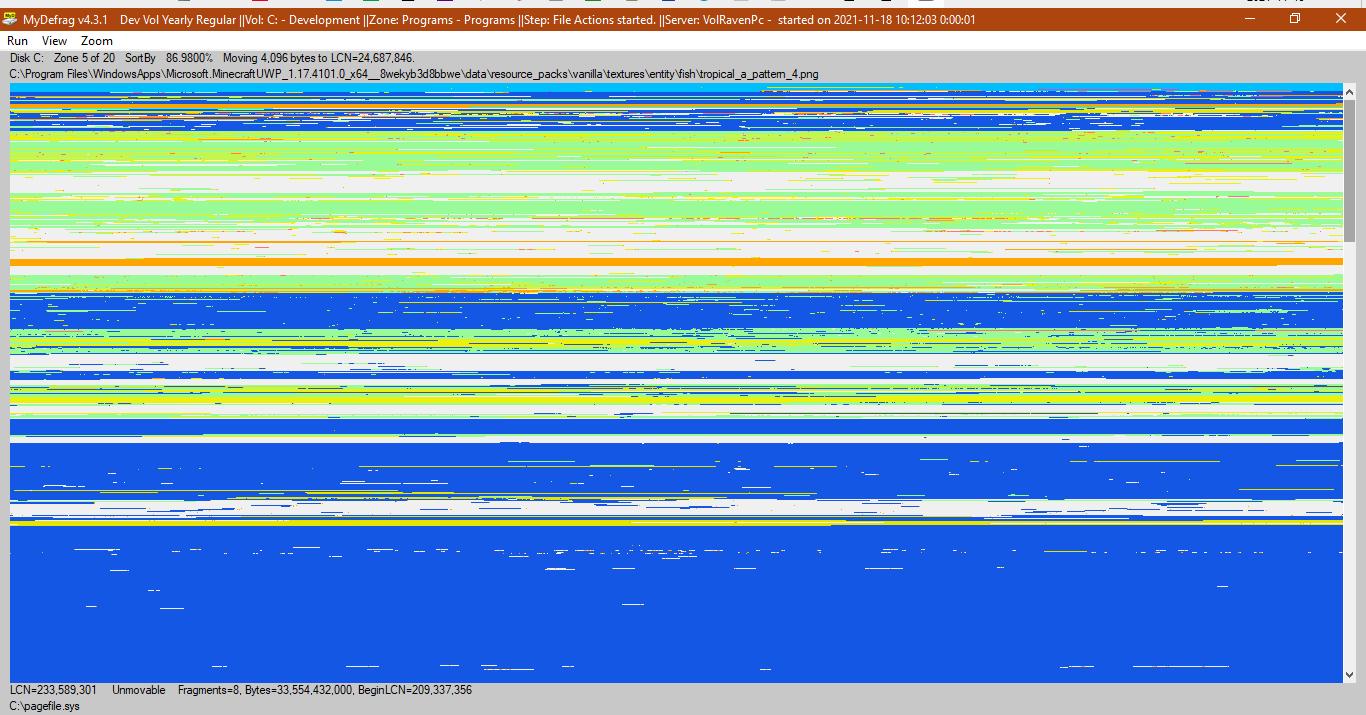 MyDefrag v4.3.1 Dev Vol Yearly Regular ||Vol: C: - Development ||Zone: Programs - Programs ||Step: File Actions started. ||Server: VolRavenPc - started on 2021-11-18 10:12:03 0:00:01
Run View Zoom
Disk C: Zone 5 of 20 SortBy 86.9800% Moving 4,096 bytes to LCN=24,687,846.
C:\Program Files\WindowsApps\Microsoft.MinecraftUWP_1.17.4101.0_x64__8wekyb3d8bbwe\data\resource_packs\vanilla\textures\entity\fish\tropical_a_pattern_4.png
LCN=233,589,301 Unmovable Fragments=8, Bytes=33,554,432,000, BeginLCN=209,337,356
C:\pagefile.sys